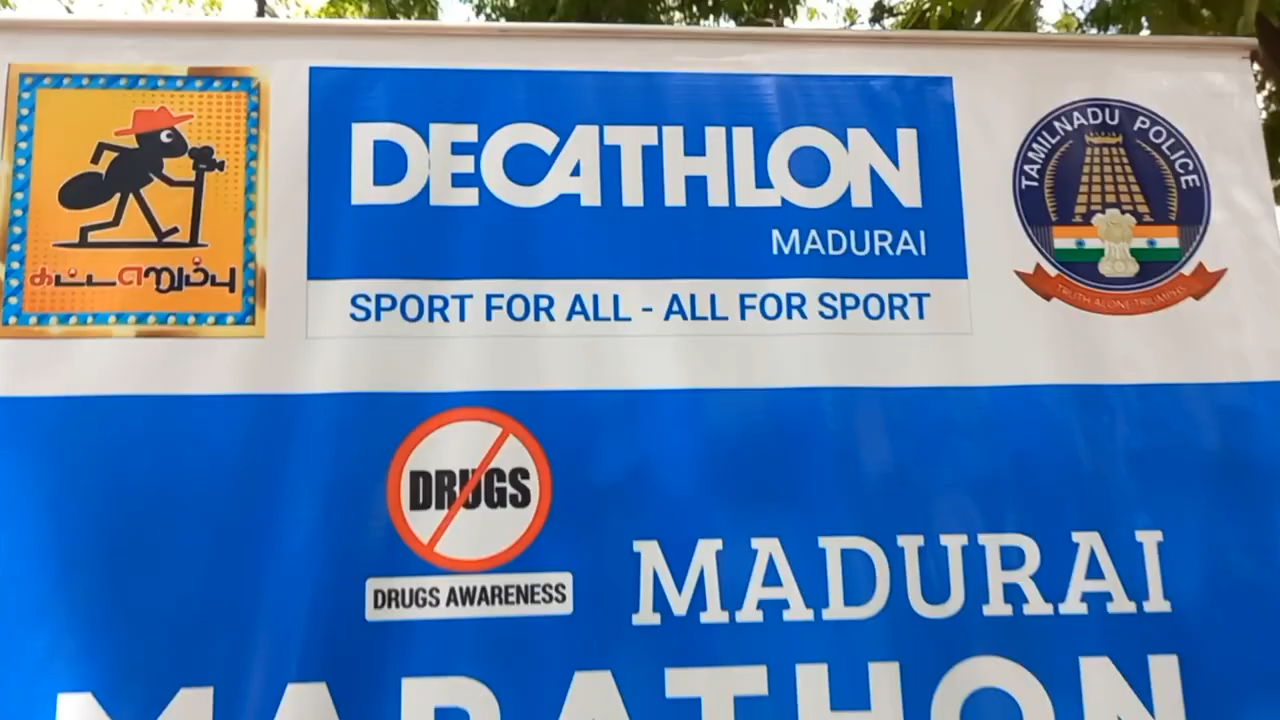 DECATHLON
MADURAI
SPORT FOR ALL - ALL FOR SPORT
கட்டஎறும்பு
TAMILNADU POLICE
TRUTH ALONE TRIUMPHS
DRUGS
DRUGS AWARENESS
MADURAI
MARATHON